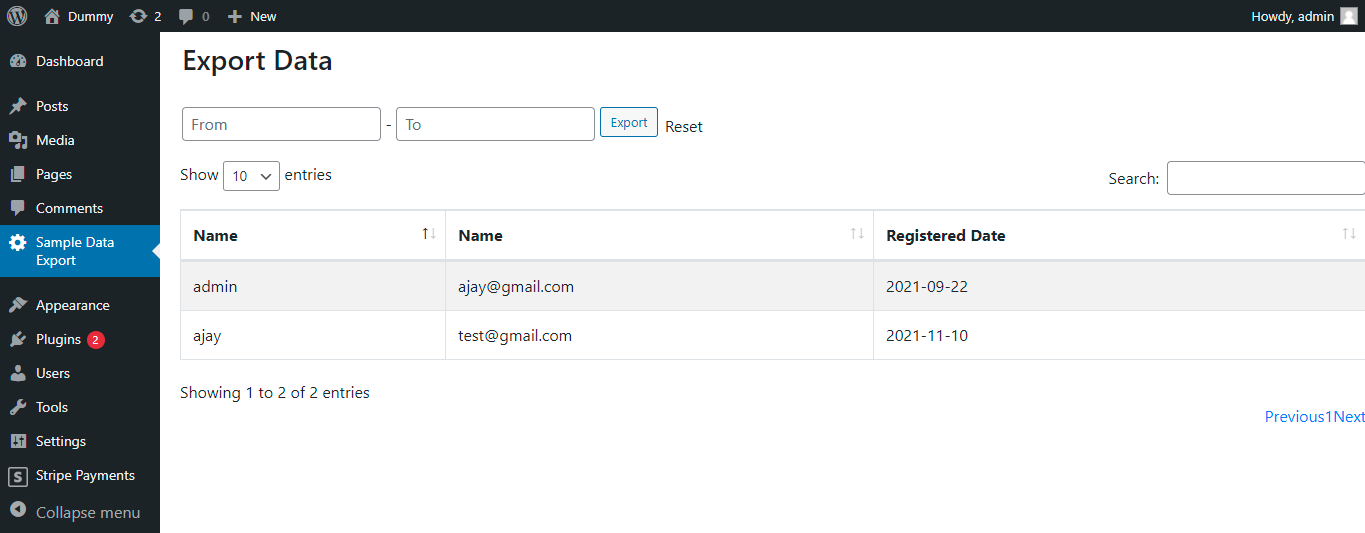 Dummy 2 0 New Howdy, admin
Dashboard
Posts
Media
Pages
Comments
Sample Data
Export
Appearance
Plugins 2
Users
Tools
Settings
S Stripe Payments
Collapse menu
Export Data
From - To Export Reset
Show 10 entries Search:
Name Name Registered Date
admin ajay@gmail.com 2021-09-22
ajay test@gmail.com 2021-11-10
Showing 1 to 2 of 2 entries
Previous1Next